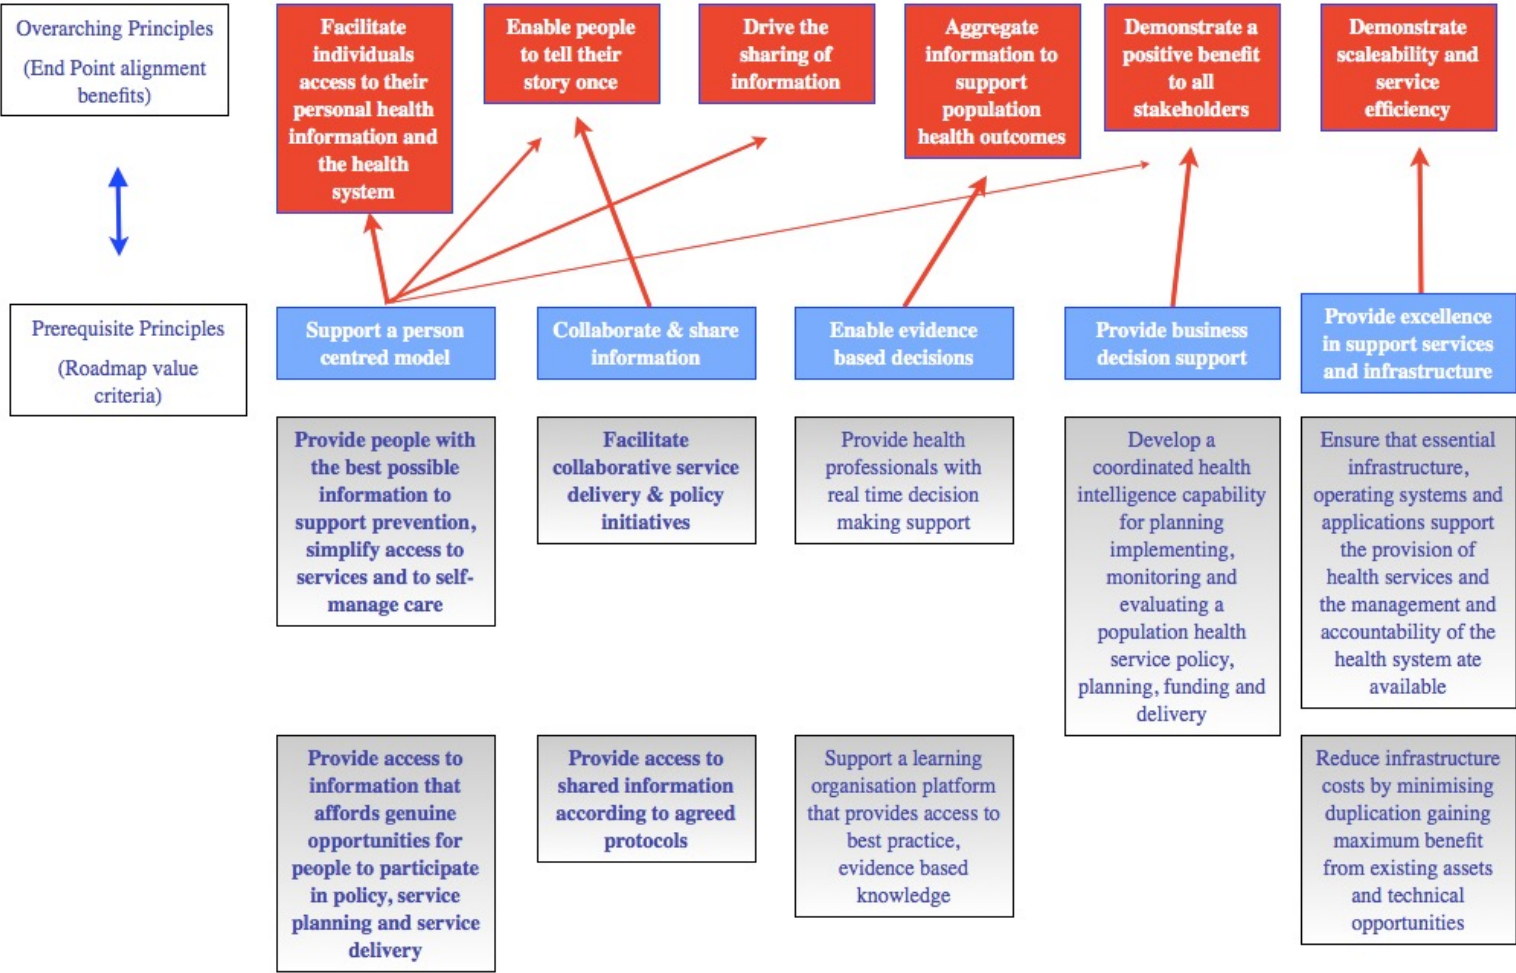 Overarching Principles
(End Point alignment
benefits)
Facilitate
individuals
access to their
personal health
information and
the health
system
Enable people
to tell their
story once
Drive the
sharing of
information
Aggregate
information to
support
population
health outcomes
Demonstrate a
positive benefit
to all
stakeholders
Demonstrate
scaleability and
service
efficiency
Prerequisite Principles
(Roadmap value
criteria)
Support a person
centred model
Collaborate & share
information
Enable evidence
based decisions
Provide business
decision support
Provide excellence
in support services
and infrastructure
Provide people with
the best possible
information to
support prevention,
simplify access to
services and to self-
manage care
Facilitate
collaborative service
delivery & policy
initiatives
Provide health
professionals with
real time decision
making support
Develop a
coordinated health
intelligence capability
for planning
implementing,
monitoring and
evaluating a
population health
service policy,
planning, funding and
delivery
Ensure that essential
infrastructure,
operating systems and
applications support
the provision of
health services and
the management and
accountability of the
health system ate
available
Provide access to
information that
affords genuine
opportunities for
people to participate
in policy, service
planning and service
delivery
Provide access to
shared information
according to agreed
protocols
Support a learning
organisation platform
that provides access to
best practice,
evidence based
knowledge
Reduce infrastructure
costs by minimising
duplication gaining
maximum benefit
from existing assets
and technical
opportunities